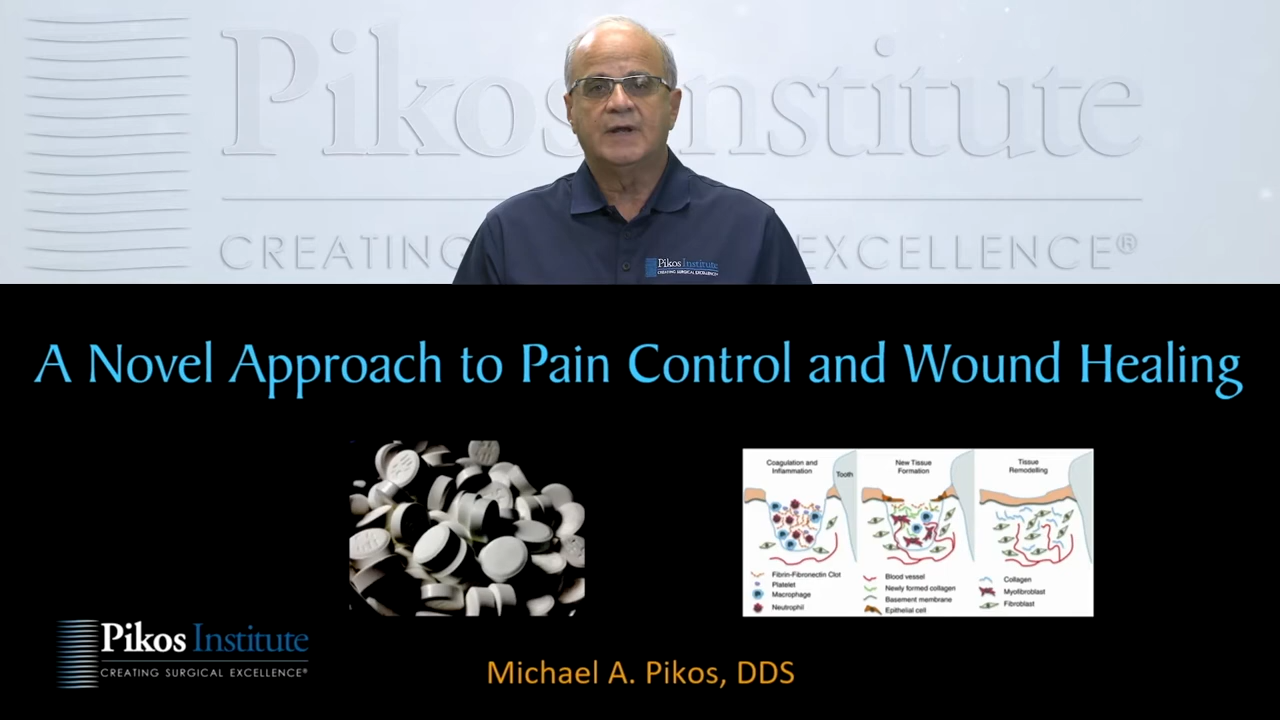 Pikos Institute
CREATING EXCELLENCE®
Pikos Institute
CREATING SURGICAL EXCELLENCE
A Novel Approach to Pain Control and Wound Healing
Coagulation and
Inflammation
Tooth
New Tissue
Formation
Tissue
Remodelling
Fibrin-Fibronectin Clot
Platelet
Macrophage
Neutrophil
Blood vessel
Newly formed collagen
Basement membrane
Epithelial cell
Collagen
Myofibroblast
Fibroblast
Pikos Institute
CREATING SURGICAL EXCELLENCE®
Michael A. Pikos, DDS